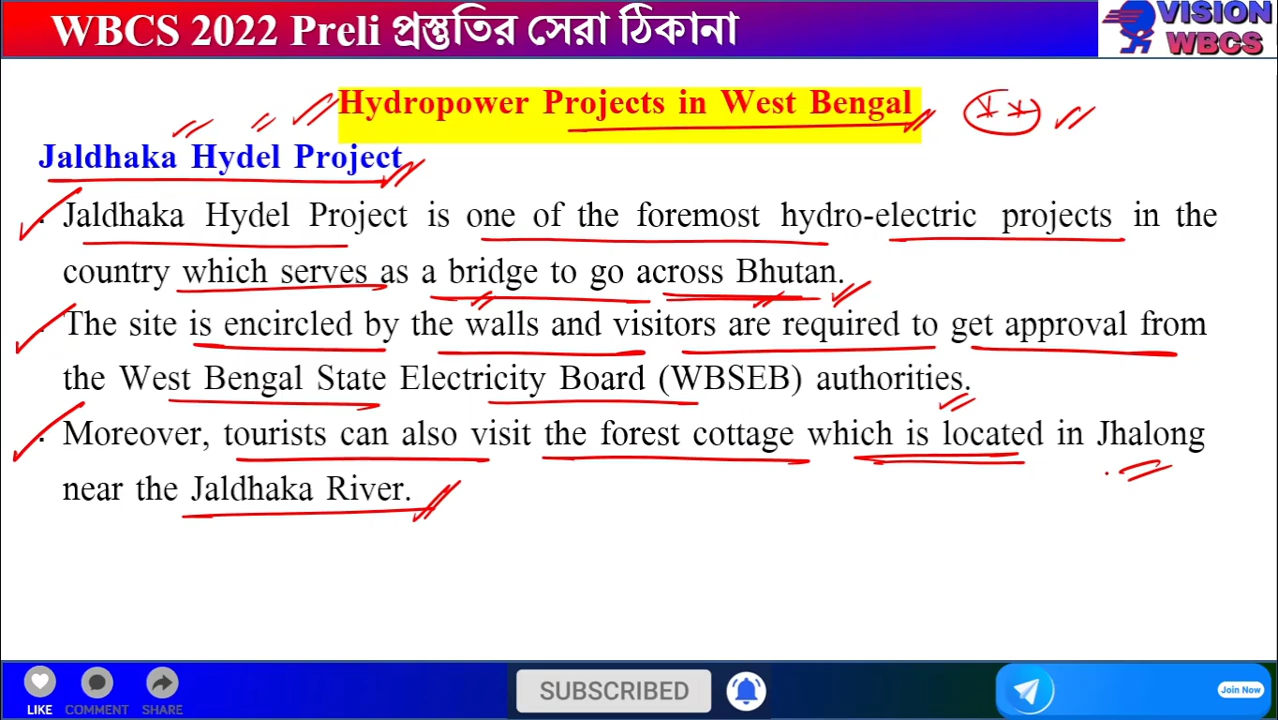 WBCS 2022 Preli প্রস্তুতির সেরা ঠিকানা
VISION
WBCS
Hydropower Projects in West Bengal
Jaldhaka Hydel Project
Jaldhaka Hydel Project is one of the foremost hydro-electric projects in the
country which serves as a bridge to go across Bhutan.
The site is encircled by the walls and visitors are required to get approval from
the West Bengal State Electricity Board (WBSEB) authorities.
Moreover, tourists can also visit the forest cottage which is located in Jhalong
near the Jaldhaka River.
LIKE COMMENT SHARE
SUBSCRIBED
Join Now